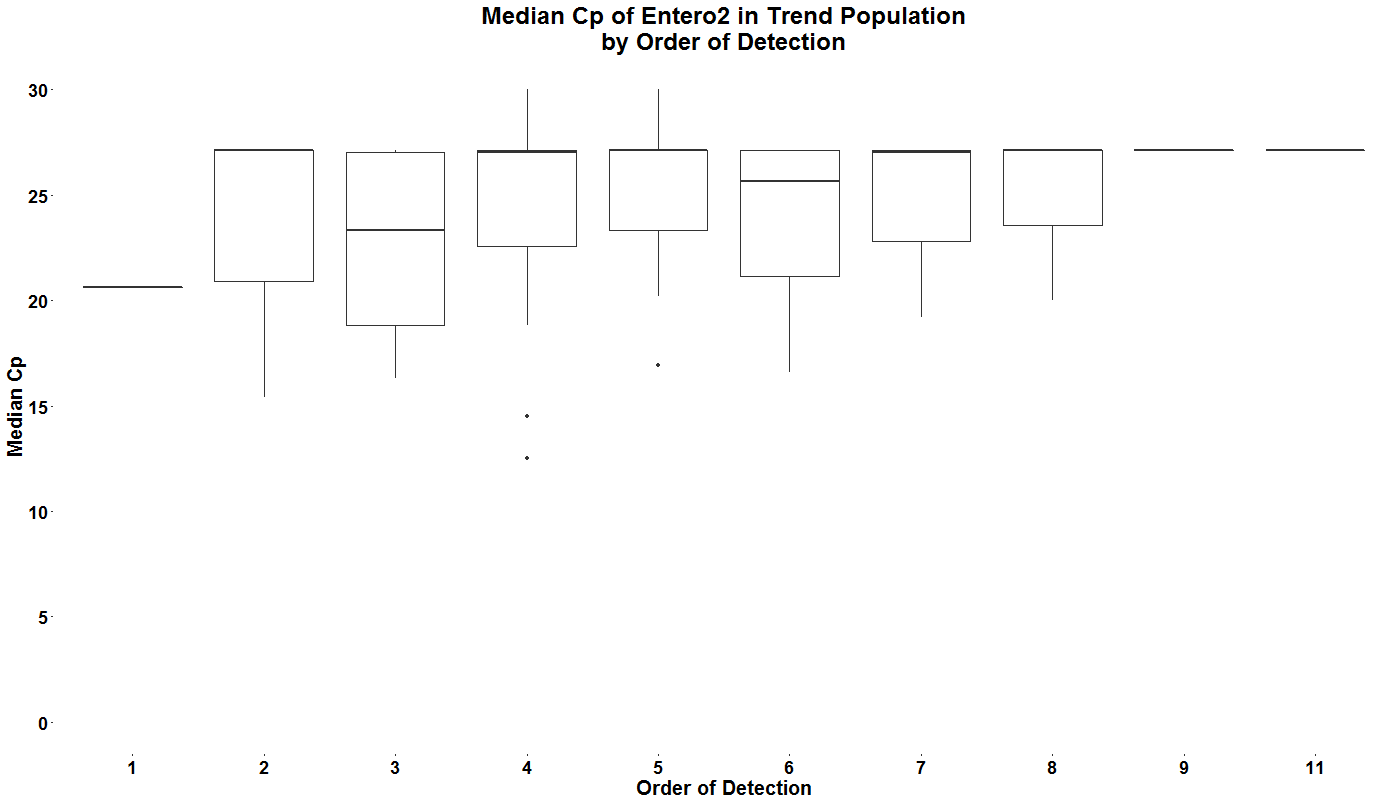 Median Cp of Entero2 in Trend Population
by Order of Detection
Median Cp
30
25
20
15
10
5
0
1 2 3 4 5 6 7 8 9 11
Order of Detection